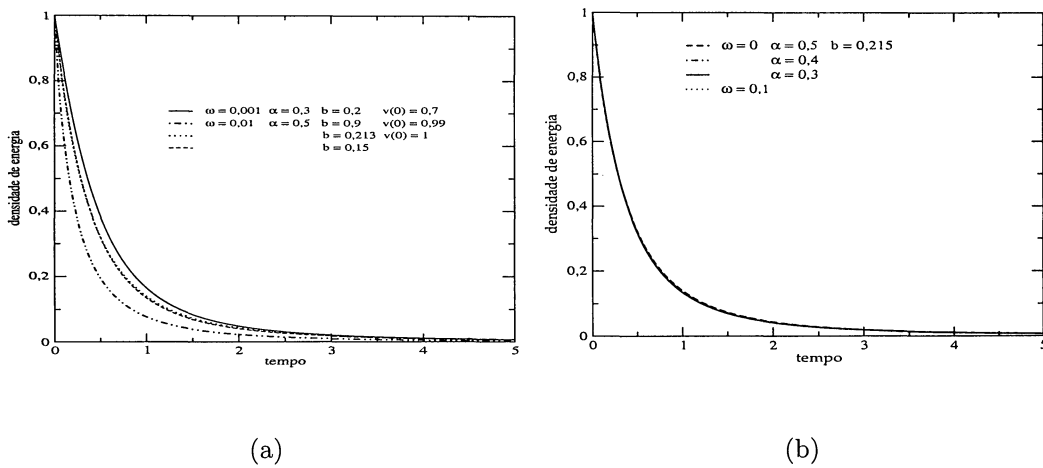 densidade de energia
1
0,8
0,6
0,4
0,2
0
ω = 0,001 α = 0,3 b = 0,2 v(0) = 0,7
ω = 0,01 α = 0,5 b = 0,9 v(0) = 0,99
b = 0,213 v(0) = 1
b = 0,15
0 1 2 3 4 5
tempo
(a)
densidade de energia
1
0,8
0,6
0,4
0,2
0
ω = 0 α = 0,5 b = 0,215
α = 0,4
α = 0,3
ω = 0,1
0 1 2 3 4 5
tempo
(b)